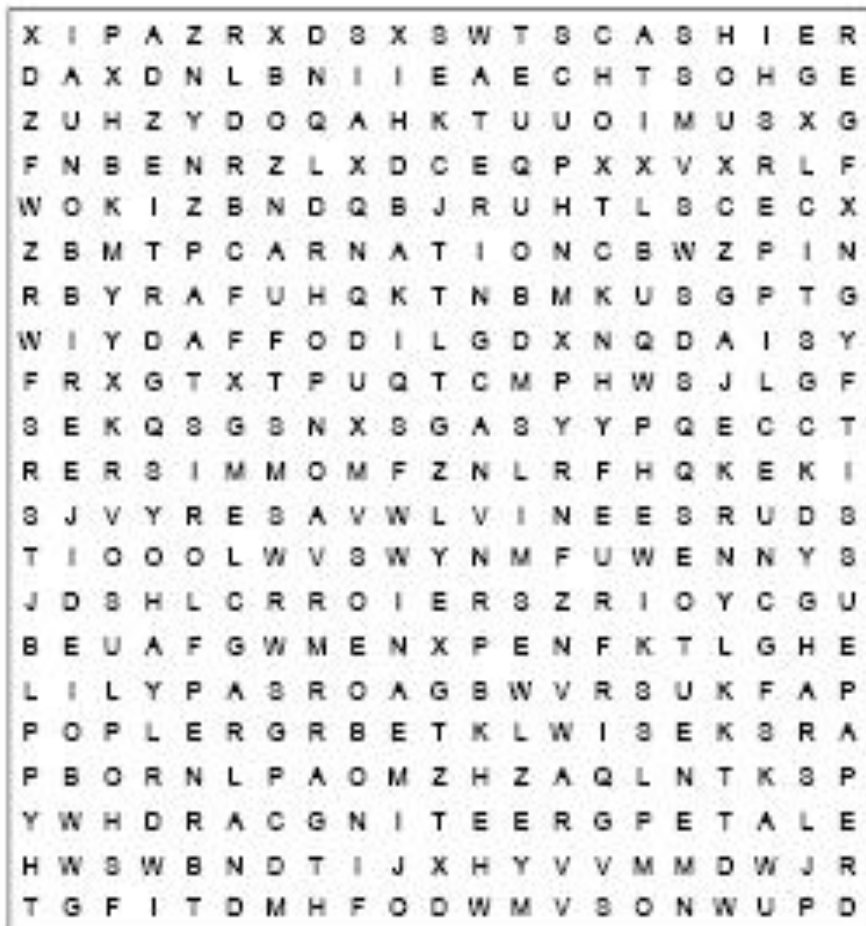 X I P A Z R X D S X S W T S C A S H I E R
D A X D N L B N I I E A E C H T S O H G E
Z U H Z Y D O Q A H K T U U O I M U S X G
F N B E N R Z L X D C E Q P X X V X R L F
W O K I Z B N D Q B J R U H T L S C E C X
Z B M T P C A R N A T I O N C B W Z P I N
R B Y R A F U H Q K T N B M K U S G P T G
W I Y D A F F O D I L G D X N Q D A I S Y
F R X G T X T P U Q T C M P H W S J L G F
S E K Q S G S N X S G A S Y Y P Q E C C T
R E R S I M M O M F Z N L R F H Q K E K I
S J V Y R E S A V W L V I N E E S R U D S
T I O O O L W V S W Y N M F U W E N N Y S
J D S H L C R R O I E R S Z R I O Y C G U
B E U A F G W M E N X P E N F K T L G H E
L I L Y P A S R O A G B W V R S U K F A P
P O P L E R G R B E T K L W I S E K S R A
P B O R N L P A O M Z H Z A Q L N T K S P
Y W H D R A C G N I T E E R G P E T A L E
H W S W B N D T I J X H Y V V M M D W J R
T G F I T D M H F O D W M V S O N W U P D